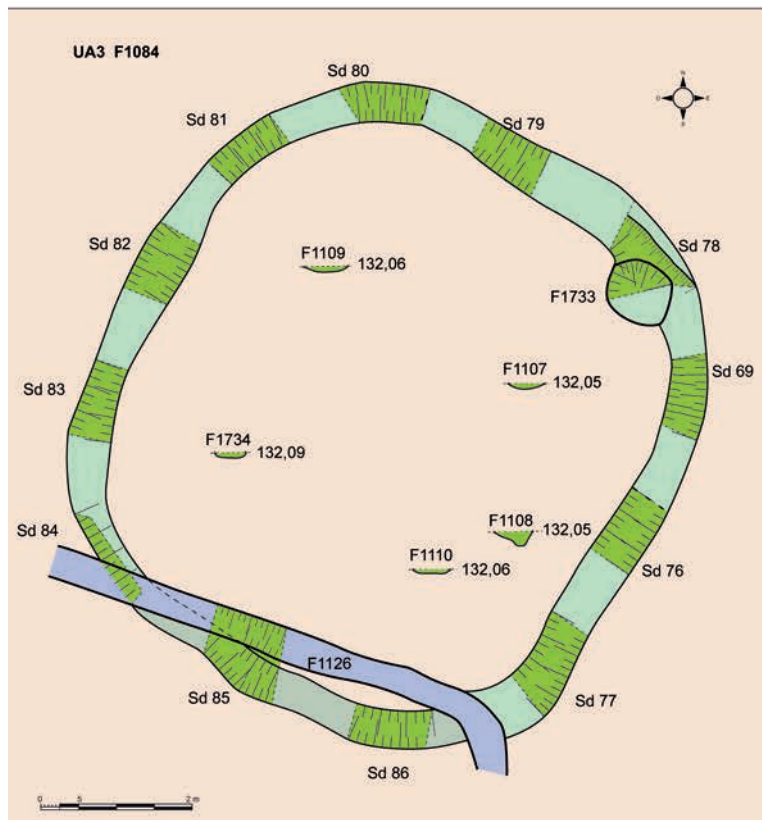 UA3 F1084
Sd 80
Sd 81
Sd 79
N
O E
Sd 82
Sd 78
F1109
132,06
F1733
F1107
132,05
Sd 69
Sd 83
F1734
132,09
Sd 84
F1108
132,05
F1110
132,06
Sd 76
F1126
Sd 85
Sd 77
Sd 86
0 5 2 m